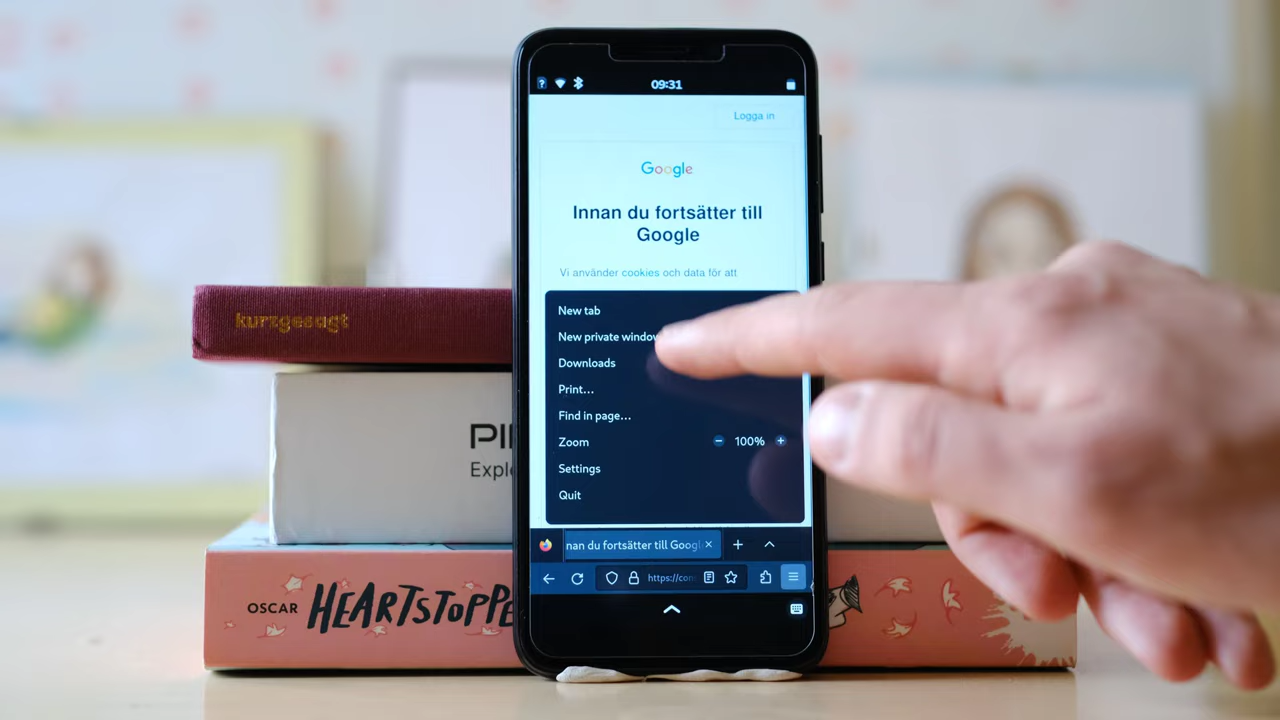 09:31
Logga in
Google
Innan du fortsätter till
Google
Vi använder cookies och data för att
New tab
New private window
Downloads
Print...
Find in page...
Zoom
100%
Settings
Quit
nnan du fortsätter till Googl
https://con
kurzgesagt
PI
Explo
OSCAR HEARTSTOPPE